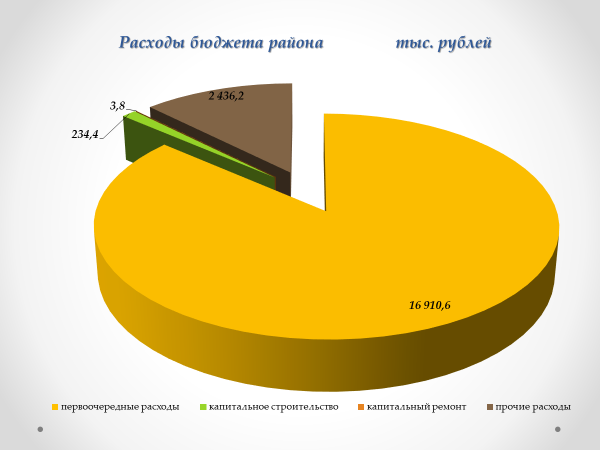 Расходы бюджета района тыс. рублей
2 436,2
3,8
234,4
16 910,6
первоочередные расходы капитальное строительство капитальный ремонт прочие расходы